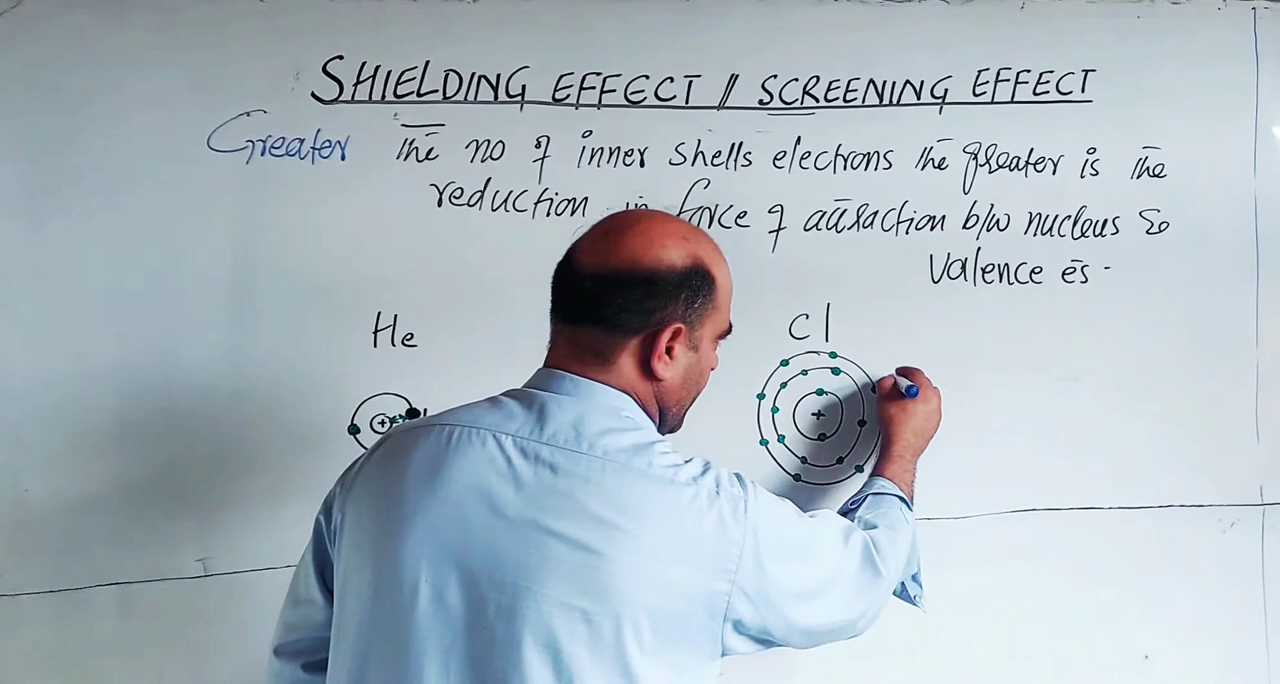 SHIELDING EFFECT // SCREENING EFFECT
Greater the no of inner shells electrons the greater is the
reduction in force of attraction b/w nucleus &
valence es.
He
Cl
+
+